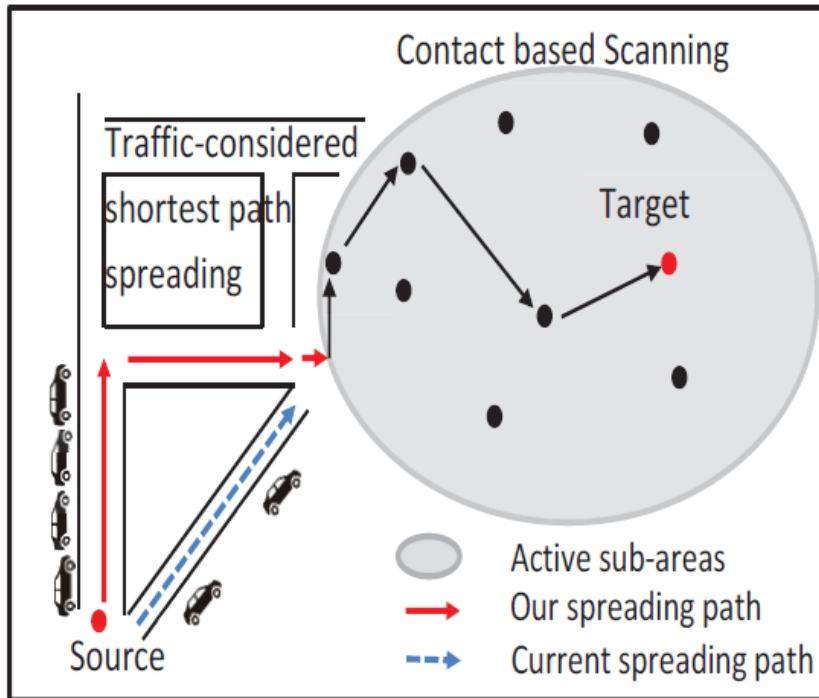 Contact based Scanning
Traffic-considered
shortest path
spreading
Target
Active sub-areas
Our spreading path
Current spreading path
Source